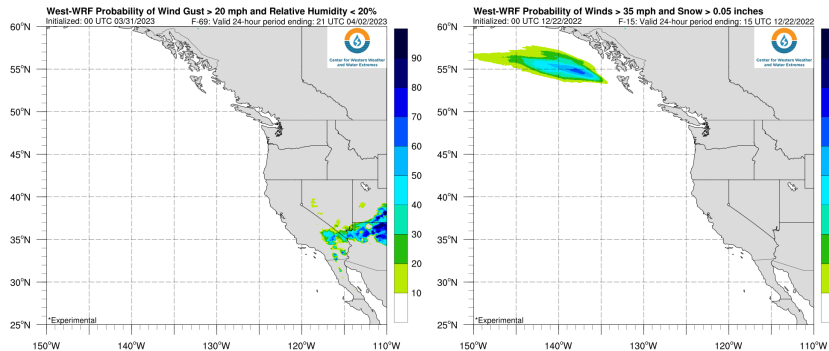 West-WRF Probability of Wind Gust > 20 mph and Relative Humidity < 20%
Initialized: 00 UTC 03/31/2023 F-69: Valid 24-hour period ending: 21 UTC 04/02/2023
60°N
55°N
50°N
45°N
40°N
35°N
30°N
25°N
Center for Western Weather
and Water Extremes
*Experimental
150°W 140°W 130°W 120°W 110°W
90
80
70
60
50
40
30
20
10
West-WRF Probability of Winds > 35 mph and Snow > 0.05 inches
Initialized: 00 UTC 12/22/2022 F-15: Valid 24-hour period ending: 15 UTC 12/22/2022
60°N
55°N
50°N
45°N
40°N
35°N
30°N
25°N
Center for Western Weather
and Water Extremes
*Experimental
150°W 140°W 130°W 120°W 110°W